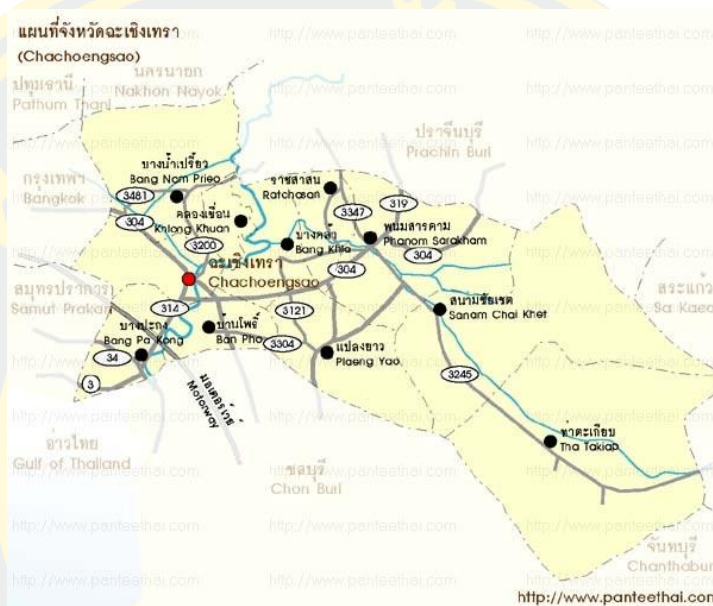 แผนที่จังหวัดฉะเชิงเทรา
(Chachoengsao)
http://www.panteethai.com
http://www.panteethai.com
นครนายก
Nakhon Nayok
ปทุมธานี
Pathum Thani
ปราจีนบุรี
Prachin Buri
กรุงเทพฯ
Bangkok
บางน้ำเปรี้ยว
Bang Nom Prieo
3481
304
คลองเขื่อน
Khlong Khuan
3200
ราชสาสน
Ratchasan
3347
319
บางคล้า
Bang Khla
พนมสารคาม
Phanom Sarakham
304
304
ฉะเชิงเทรา
Chachoengsao
สมุทรปราการ
Samut Prakan
314
บางปะกง
Bang Pa Kong
34
3
บ้านโพธิ์
Ban Pho
3121
3304
แปลงยาว
Plaeng Yao
สนามชัยเขต
Sanam Chai Khet
สระแก้ว
Sa Kaeo
3245
มอเตอร์เวย์
Motorway
ท่าตะเกียบ
Tha Takiap
อ่าวไทย
Gulf of Thailand
ชลบุรี
Chon Buri
จันทบุรี
Chanthaburi
http://www.panteethai.com